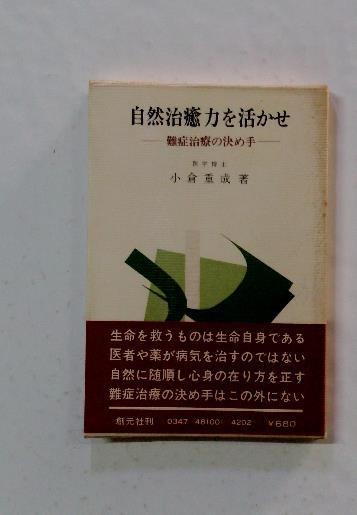 自然治癒力を活かせ
——難症治療の決め手——
医学博士
小倉重成著
生命を救うものは生命自身である
医者や薬が病気を治すのではない
自然に随順し心身の在り方を正す
難症治療の決め手はこの外にない
創元社刊 0347-481001-4202 ¥680